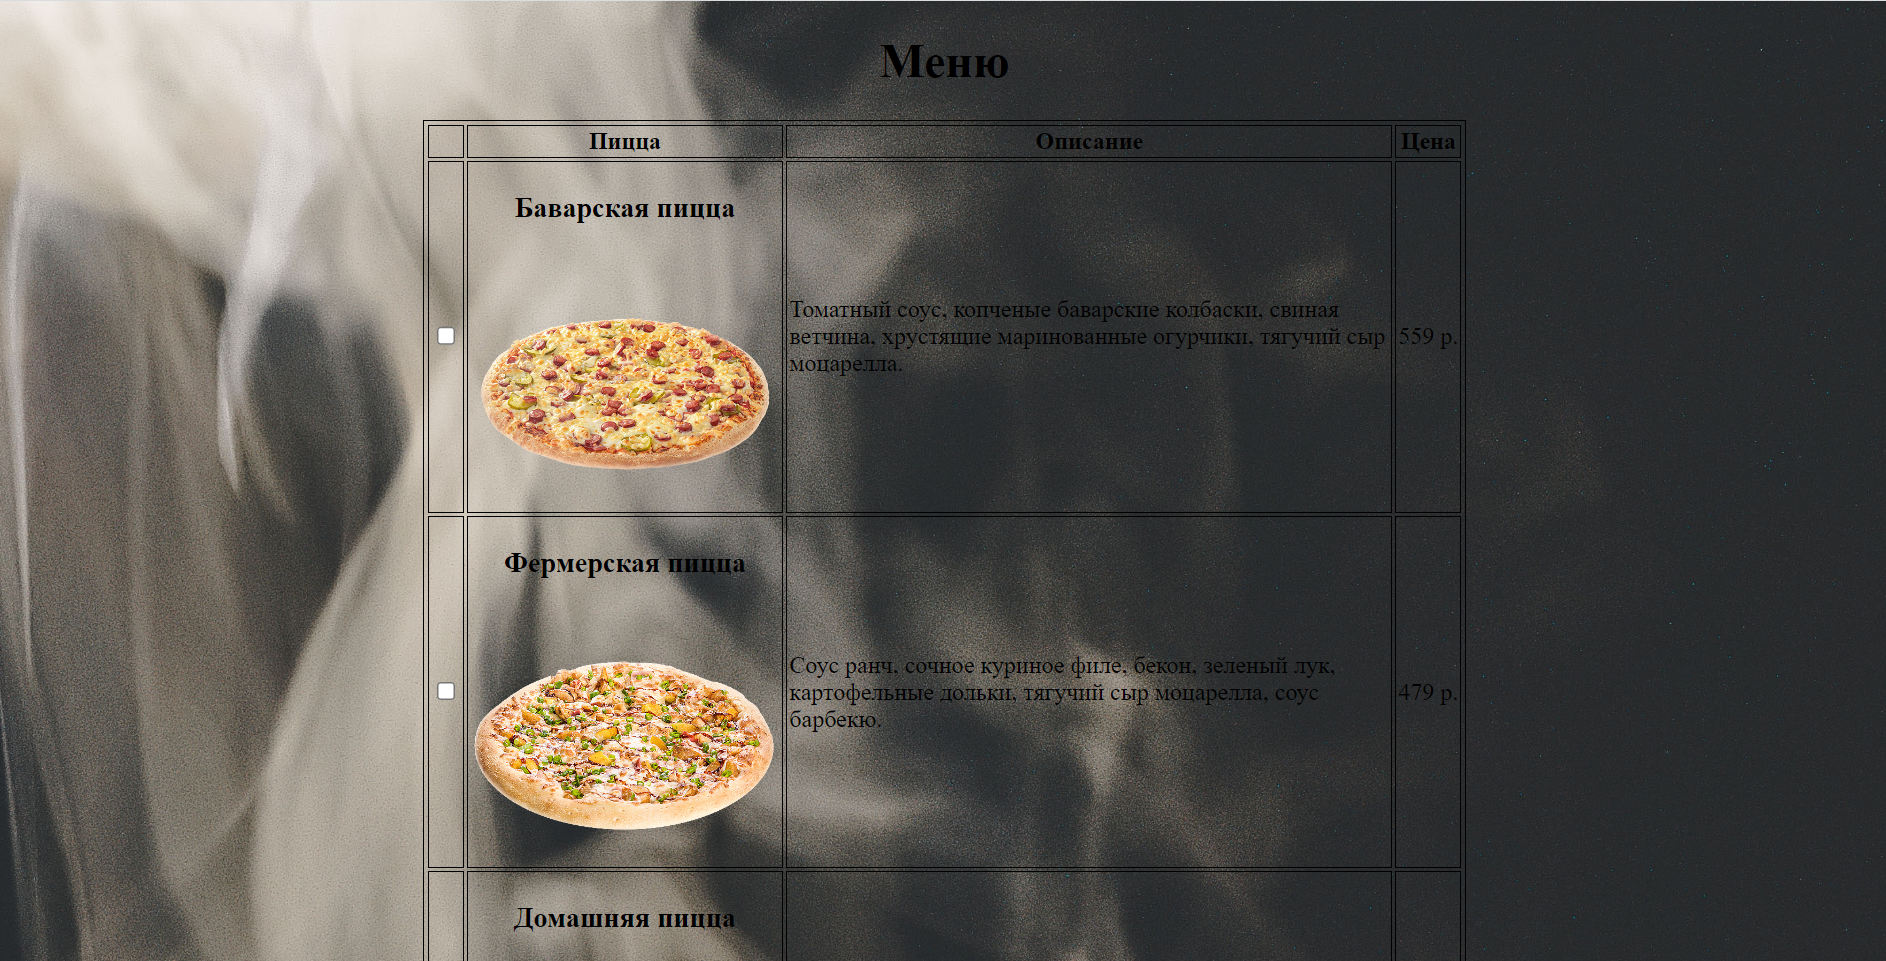 Меню
Пицца Описание Цена
Баварская пицца
Томатный соус, копченые баварские колбаски, свиная
ветчина, хрустящие маринованные огурчики, тягучий сыр
моцарелла.
559 р.
Фермерская пицца
Соус ранч, сочное куриное филе, бекон, зеленый лук,
картофельные дольки, тягучий сыр моцарелла, соус
барбекю.
479 р.
Домашняя пицца